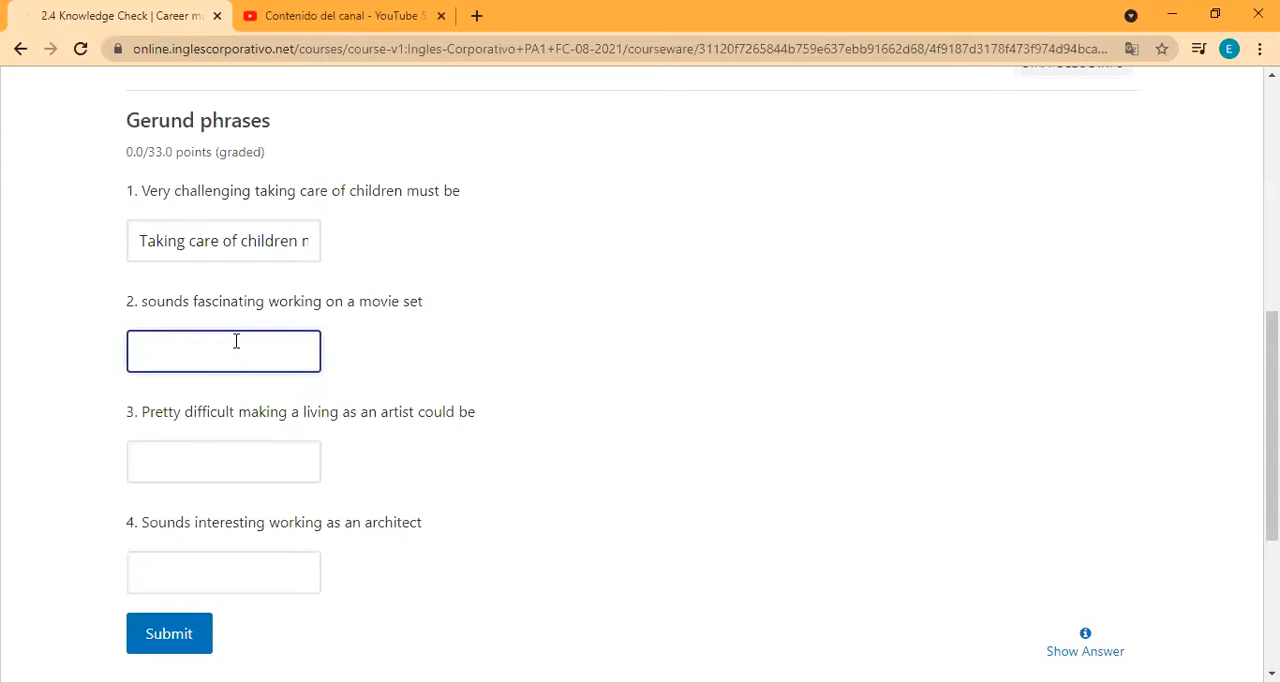 2.4 Knowledge Check | Career m
Contenido del canal - YouTube S
online.inglescorporativo.net/courses/course-v1:Ingles-Corporativo+PA1+FC-08-2021/courseware/31120f7265844b759e637ebb91662d68/4f9187d3178f473f974d94bca...
E
Gerund phrases
0.0/33.0 points (graded)
1. Very challenging taking care of children must be
Taking care of children
2. sounds fascinating working on a movie set
3. Pretty difficult making a living as an artist could be
4. Sounds interesting working as an architect
Submit
Show Answer